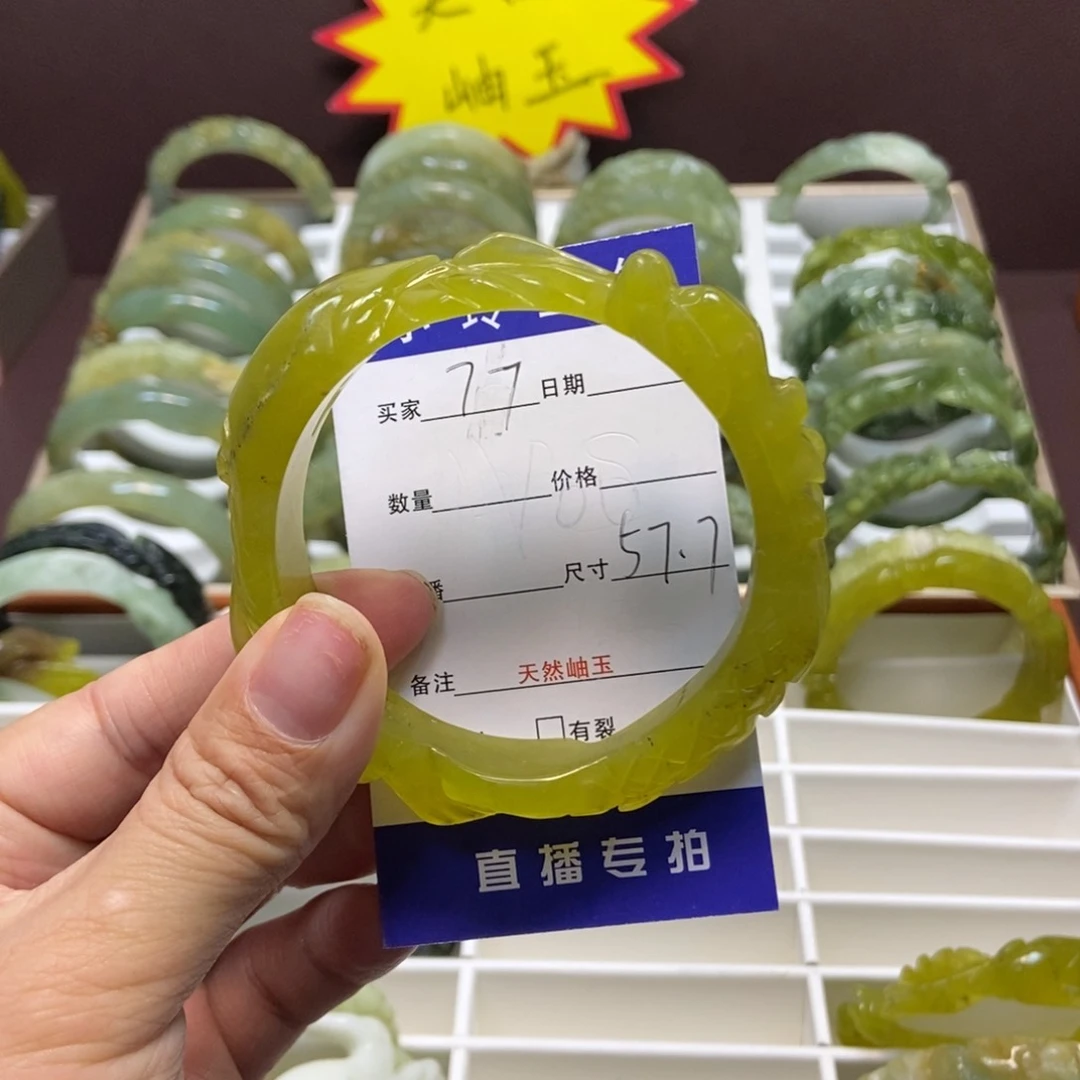 岫玉
买家 77 日期
数量 价格
播 尺寸 57.7
备注 天然岫玉
□有裂
直播专拍